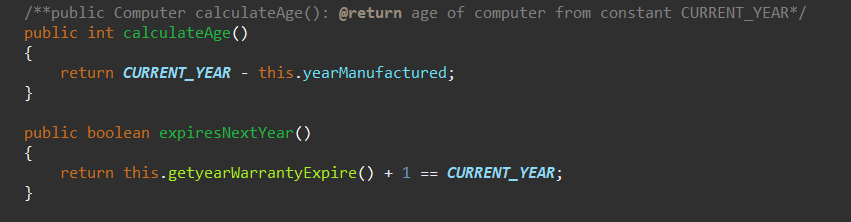 /**public Computer calculateAge(): @return age of computer from constant CURRENT_YEAR*/
public int calculateAge()
{
return CURRENT_YEAR - this.yearManufactured;
}
public boolean expiresNextYear()
{
return this.getyearWarrantyExpire() + 1 == CURRENT_YEAR;
}